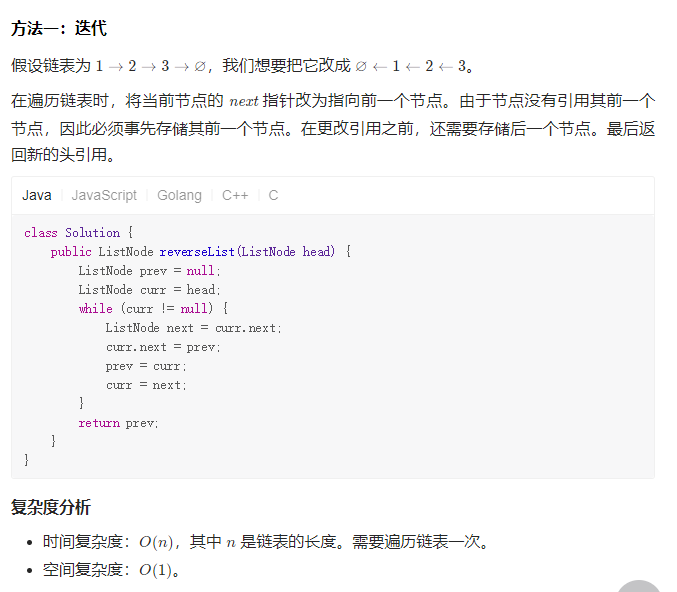 方法一：迭代
假设链表为 1 → 2 → 3 → ∅，我们想要把它改成 ∅ ← 1 ← 2 ← 3。
在遍历链表时，将当前节点的 next 指针改为指向前一个节点。由于节点没有引用其前一个
节点，因此必须事先存储其前一个节点。在更改引用之前，还需要存储后一个节点。最后返
回新的头引用。
Java JavaScript Golang C++ C
class Solution {
    public ListNode reverseList(ListNode head) {
        ListNode prev = null;
        ListNode curr = head;
        while (curr != null) {
            ListNode next = curr.next;
            curr.next = prev;
            prev = curr;
            curr = next;
        }
        return prev;
    }
}
复杂度分析
• 时间复杂度：O(n)，其中 n 是链表的长度。需要遍历链表一次。
• 空间复杂度：O(1)。